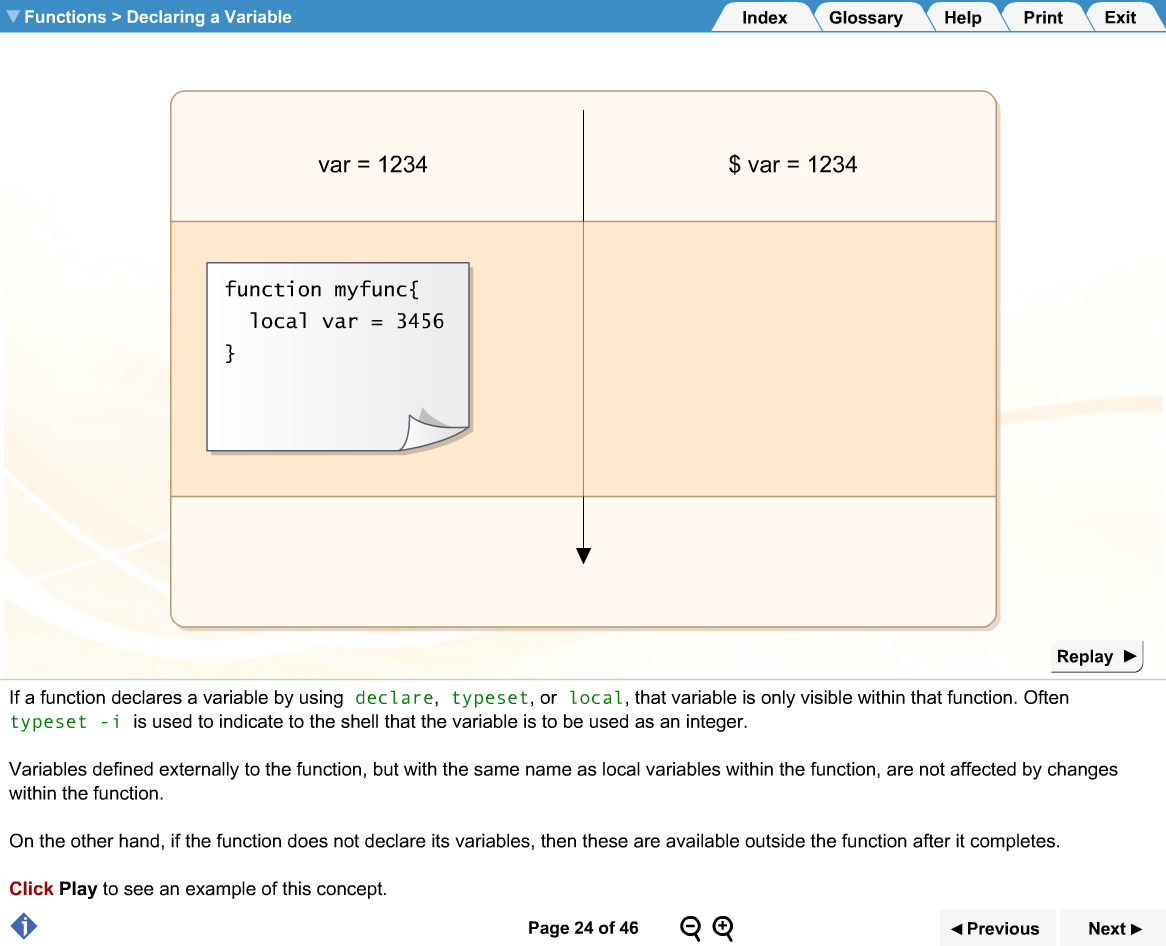 Functions > Declaring a Variable
Index Glossary Help Print Exit
var = 1234
$ var = 1234
function myfunc{
local var = 3456
}
Replay
If a function declares a variable by using declare, typeset, or local, that variable is only visible within that function. Often
typeset -i is used to indicate to the shell that the variable is to be used as an integer.
Variables defined externally to the function, but with the same name as local variables within the function, are not affected by changes
within the function.
On the other hand, if the function does not declare its variables, then these are available outside the function after it completes.
Click Play to see an example of this concept.
i
Page 24 of 46
Previous
Next